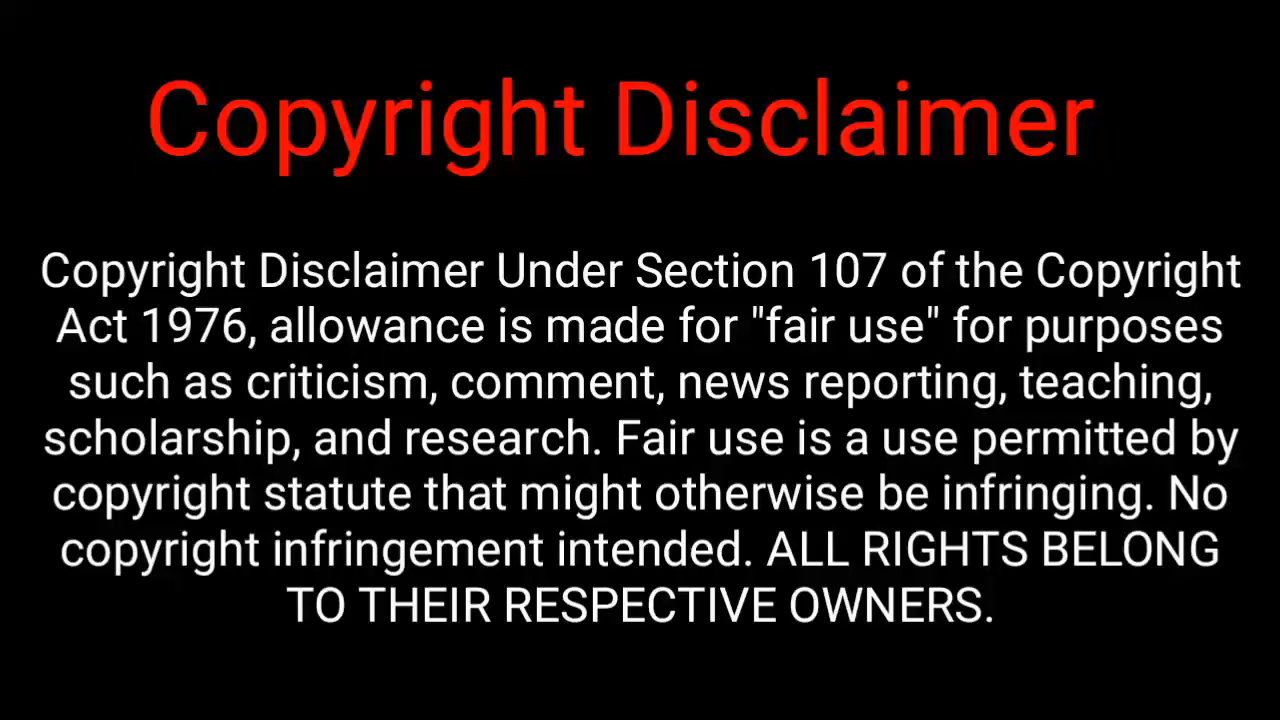 Copyright Disclaimer
Copyright Disclaimer Under Section 107 of the Copyright
Act 1976, allowance is made for "fair use" for purposes
such as criticism, comment, news reporting, teaching,
scholarship, and research. Fair use is a use permitted by
copyright statute that might otherwise be infringing. No
copyright infringement intended. ALL RIGHTS BELONG
TO THEIR RESPECTIVE OWNERS.